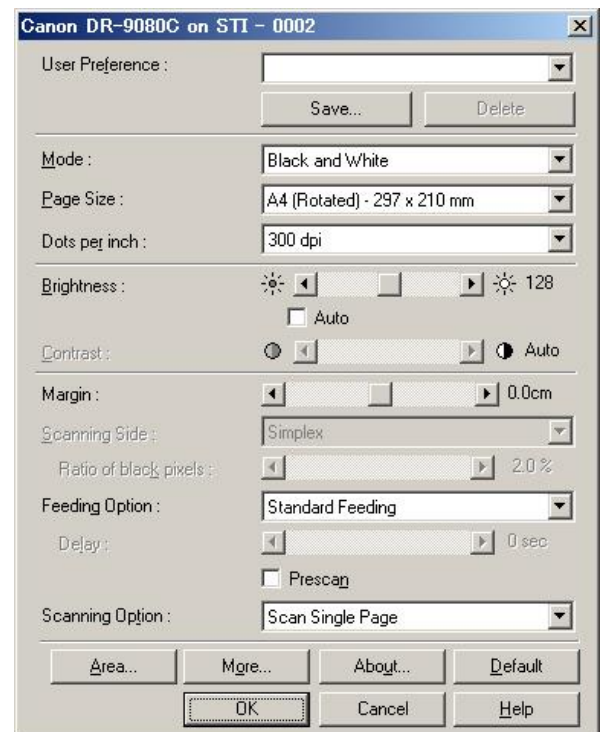 Canon DR-9080C on STI - 0002
User Preference :
Save... Delete
Mode : Black and White
Page Size : A4 (Rotated) - 297 x 210 mm
Dots per inch : 300 dpi
Brightness : 128
Auto
Contrast : Auto
Margin : 0.0cm
Scanning Side : Simplex
Ratio of black pixels : 2.0 %
Feeding Option : Standard Feeding
Delay : 0 sec
Prescan
Scanning Option : Scan Single Page
Area... More... About... Default
OK Cancel Help